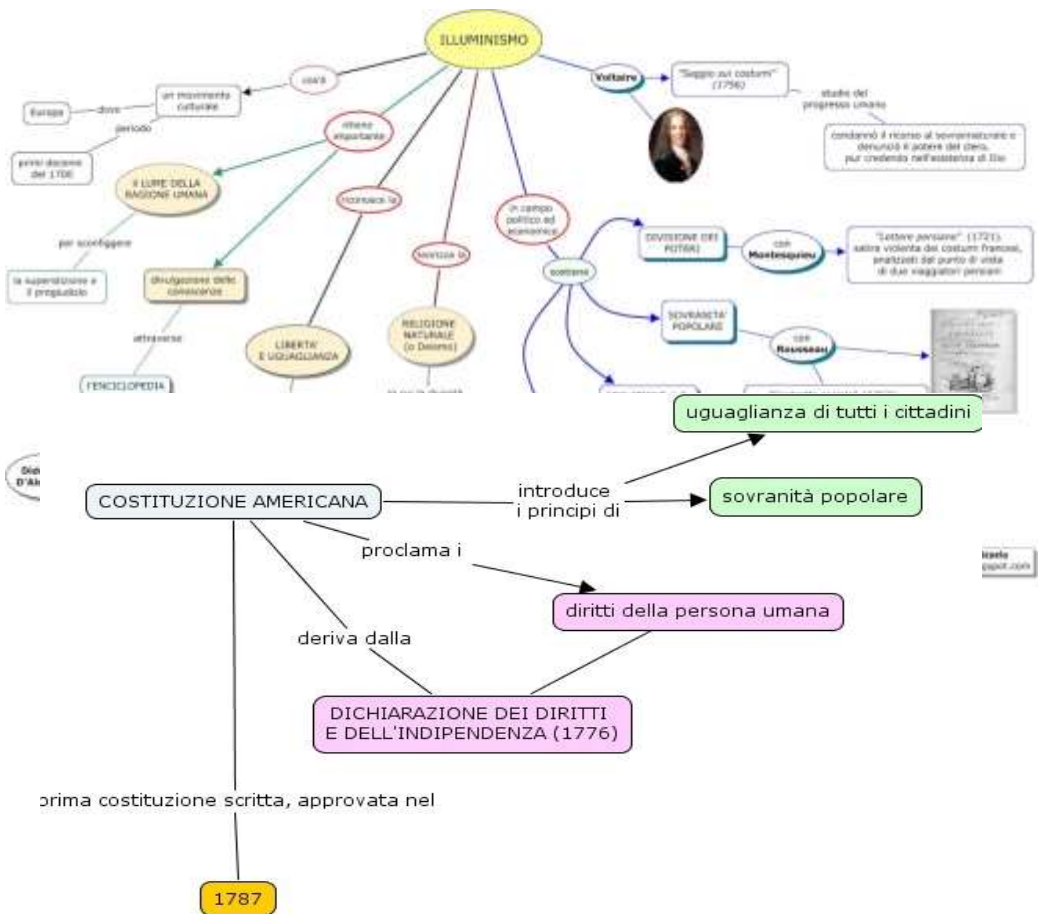 ILLUMINISMO
cos'è
un movimento
culturale
dove
Europa
periodo
primi decenni
del 1700
ritiene
importante
Il LUME DELLA
RAGIONE UMANA
per sconfiggere
la superstizione e
il pregiudizio
divulgazione delle
conoscenze
attraverso
l'ENCICLOPEDIA
riconosce la
LIBERTA'
E UGUAGLIANZA
teorizza la
RELIGIONE
NATURALE
(o Deismo)
in campo
politico ed
economico
sostiene
Voltaire
"Saggio sui costumi"
(1756)
studio del
progresso umano
condannò il ricorso al sovrannaturale e
denunciò il potere del clero,
pur credendo nell'esistenza di Dio
DIVISIONE DEI
POTERI
con
Montesquieu
"Lettere persiane" (1721),
satira violenta dei costumi francesi,
analizzati dal punto di vista
di due viaggiatori persiani
SOVRANITA'
POPOLARE
con
Rousseau
uguaglianza di tutti i cittadini
COSTITUZIONE AMERICANA
introduce
i principi di
sovranità popolare
proclama i
diritti della persona umana
deriva dalla
DICHIARAZIONE DEI DIRITTI
E DELL'INDIPENDENZA (1776)
prima costituzione scritta, approvata nel
1787